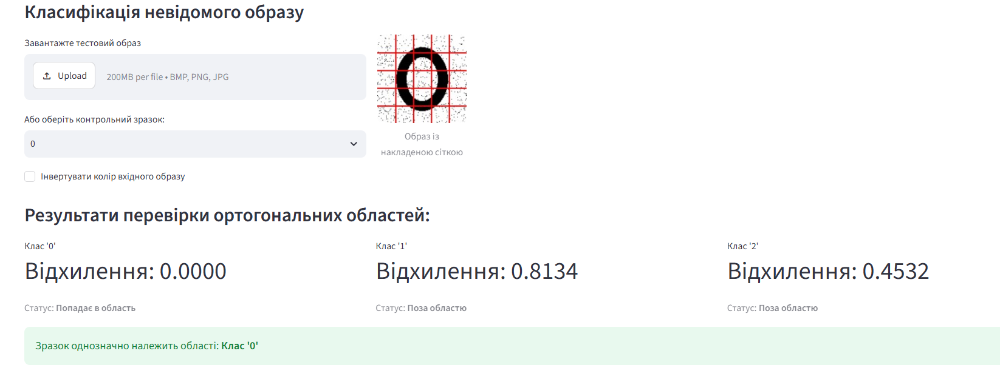 Класифікація невідомого образу
Завантажте тестовий образ
Upload
200MB per file • BMP, PNG, JPG
Або оберіть контрольний зразок:
0
Інвертувати колір вхідного образу
0
Образ із
накладеною сіткою
Результати перевірки ортогональних областей:
Клас '0'
Відхилення: 0.0000
Статус: Попадає в область
Клас '1'
Відхилення: 0.8134
Статус: Поза областю
Клас '2'
Відхилення: 0.4532
Статус: Поза областю
Зразок однозначно належить області: Клас '0'